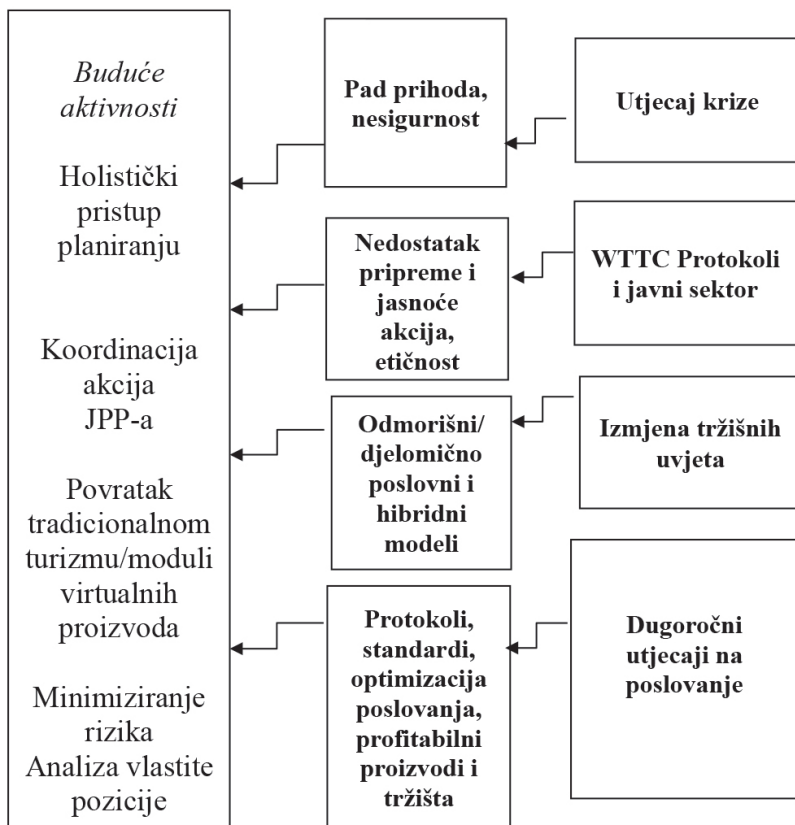 Buduće
aktivnosti
Holistički
pristup
planiranju
Koordinacija
akcija
JPP-a
Povratak
tradicionalnom
turizmu/moduli
virtualnih
proizvoda
Minimiziranje
rizika
Analiza vlastite
pozicije
Pad prihoda,
nesigurnost
Nedostatak
pripreme i
jasnoće
akcija,
etičnost
Odmorišni/
djelomično
poslovni i
hibridni
modeli
Protokoli,
standardi,
optimizacija
poslovanja,
profitabilni
proizvodi i
tržišta
Utjecaj krize
WTTC Protokoli
i javni sektor
Izmjena tržišnih
uvjeta
Dugoročni
utjecaji na
poslovanje